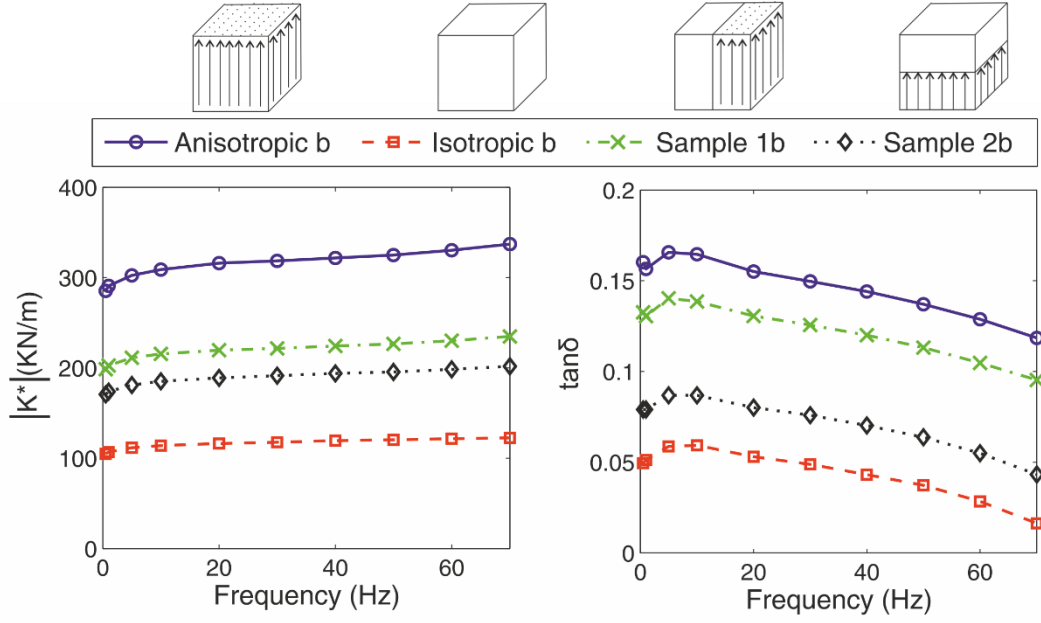 Anisotropic b Isotropic b Sample 1b Sample 2b
400
300
200
100
0
|K*|(KN/m)
0 20 40 60
Frequency (Hz)
0.2
0.15
0.1
0.05
0
tanδ
0 20 40 60
Frequency (Hz)